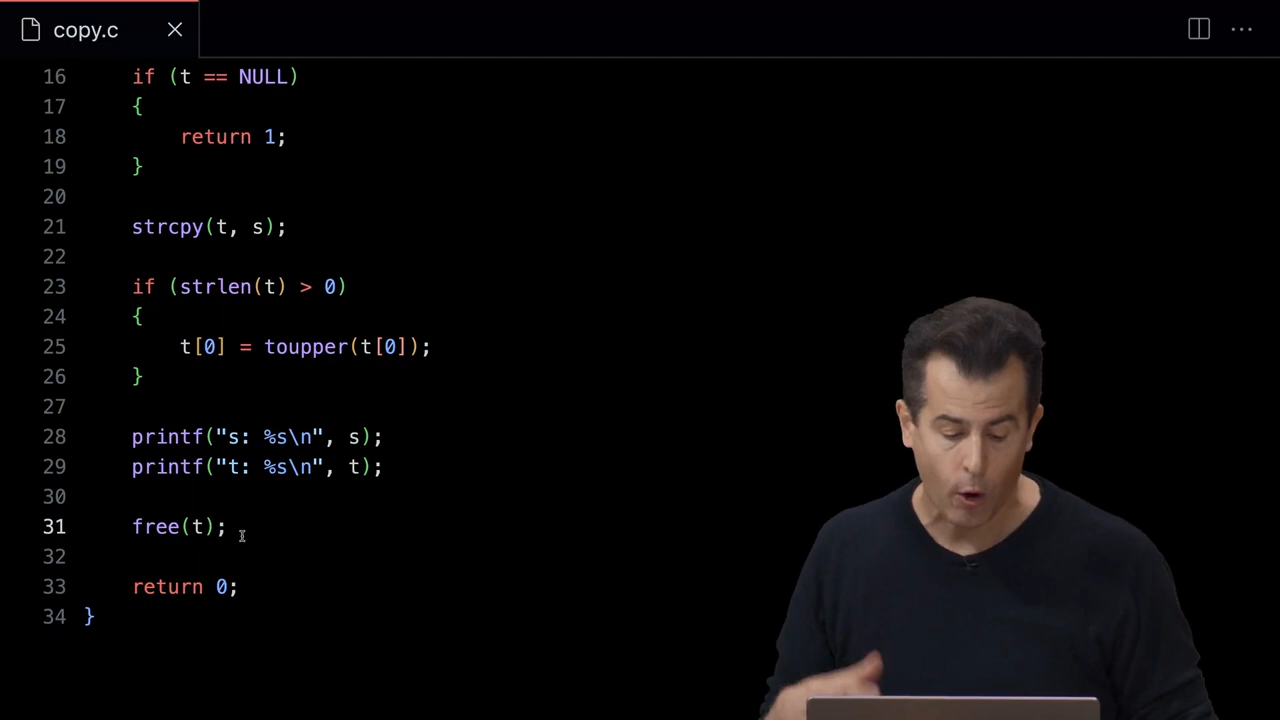 copy.c
16 if (t == NULL)
17 {
18 return 1;
19 }
20
21 strcpy(t, s);
22
23 if (strlen(t) > 0)
24 {
25 t[0] = toupper(t[0]);
26 }
27
28 printf("s: %s\n", s);
29 printf("t: %s\n", t);
30
31 free(t);
32
33 return 0;
34 }